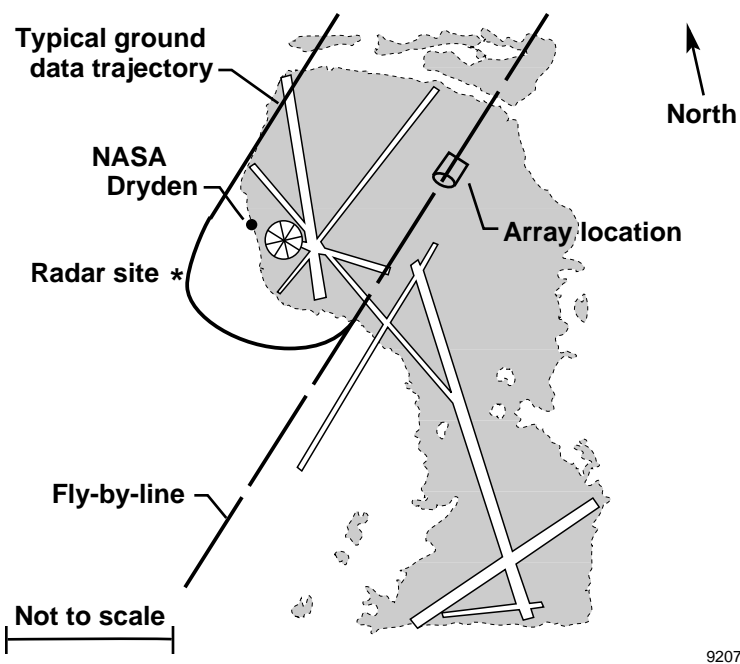 Typical ground
data trajectory
North
NASA
Dryden
Array location
Radar site *
Fly-by-line
Not to scale
9207